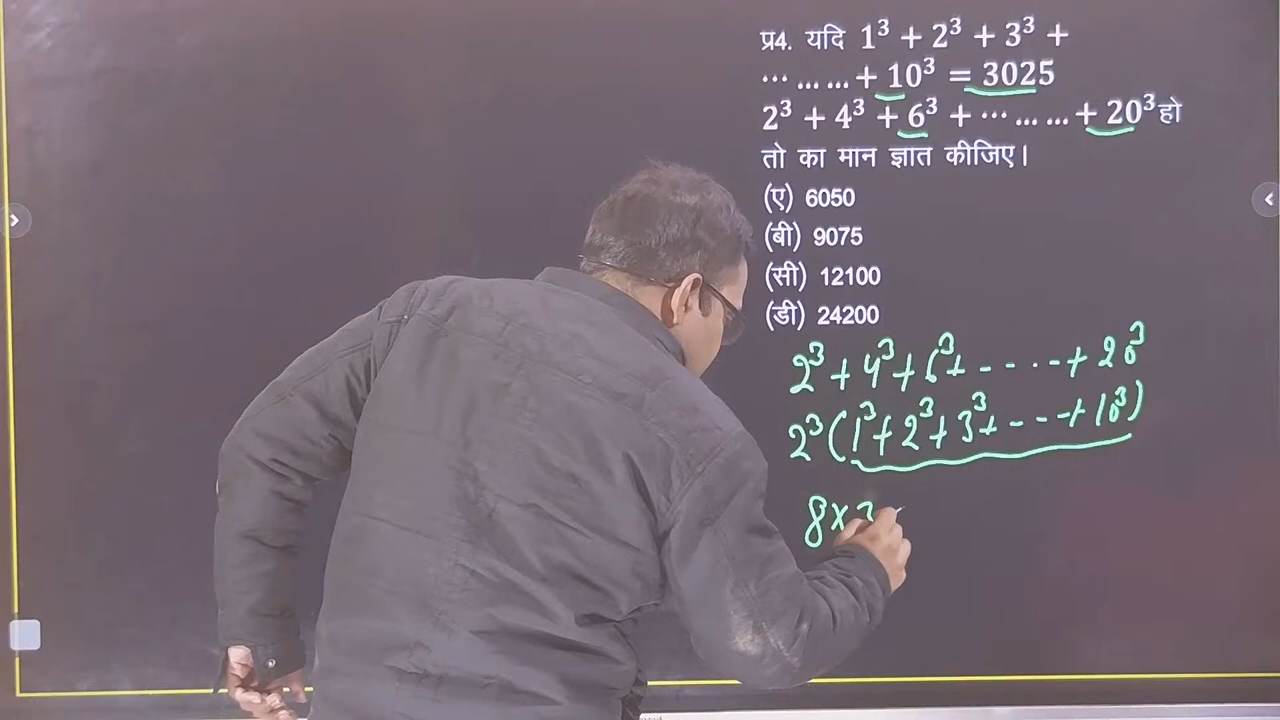 प्र4. यदि 1³ + 2³ + 3³ +
⋯ ... ... + 10³ = 3025
2³ + 4³ + 6³ + ⋯ ... ... + 20³ हो
तो का मान ज्ञात कीजिए।
(ए) 6050
(बी) 9075
(सी) 12100
(डी) 24200
2³ + 4³ + 6³ + - - - - + 20³
2³ (1³ + 2³ + 3³ + - - - + 10³)
8 × 3